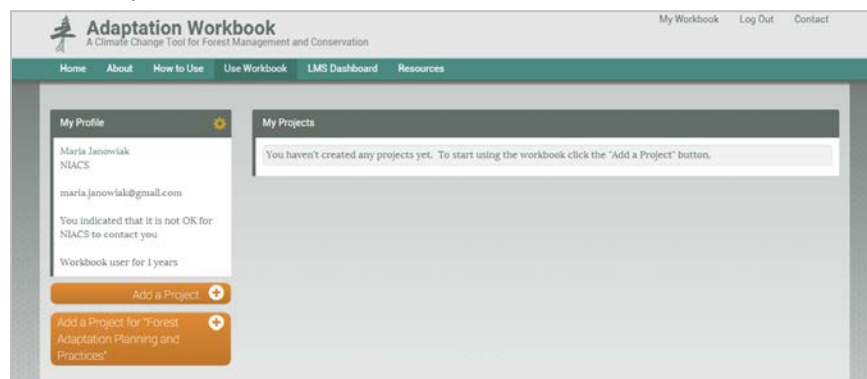 My Workbook Log Out Contact
Adaptation Workbook
A Climate Change Tool for Forest Management and Conservation
Home About How to Use Use Workbook LMS Dashboard Resources
My Profile
Maria Janowiak
NIACS
maria.janowiak@gmail.com
You indicated that it is not OK for
NIACS to contact you
Workbook user for 1 years
Add a Project
Add a Project for "Forest
Adaptation Planning and
Practices"
My Projects
You haven't created any projects yet. To start using the workbook click the "Add a Project" button.